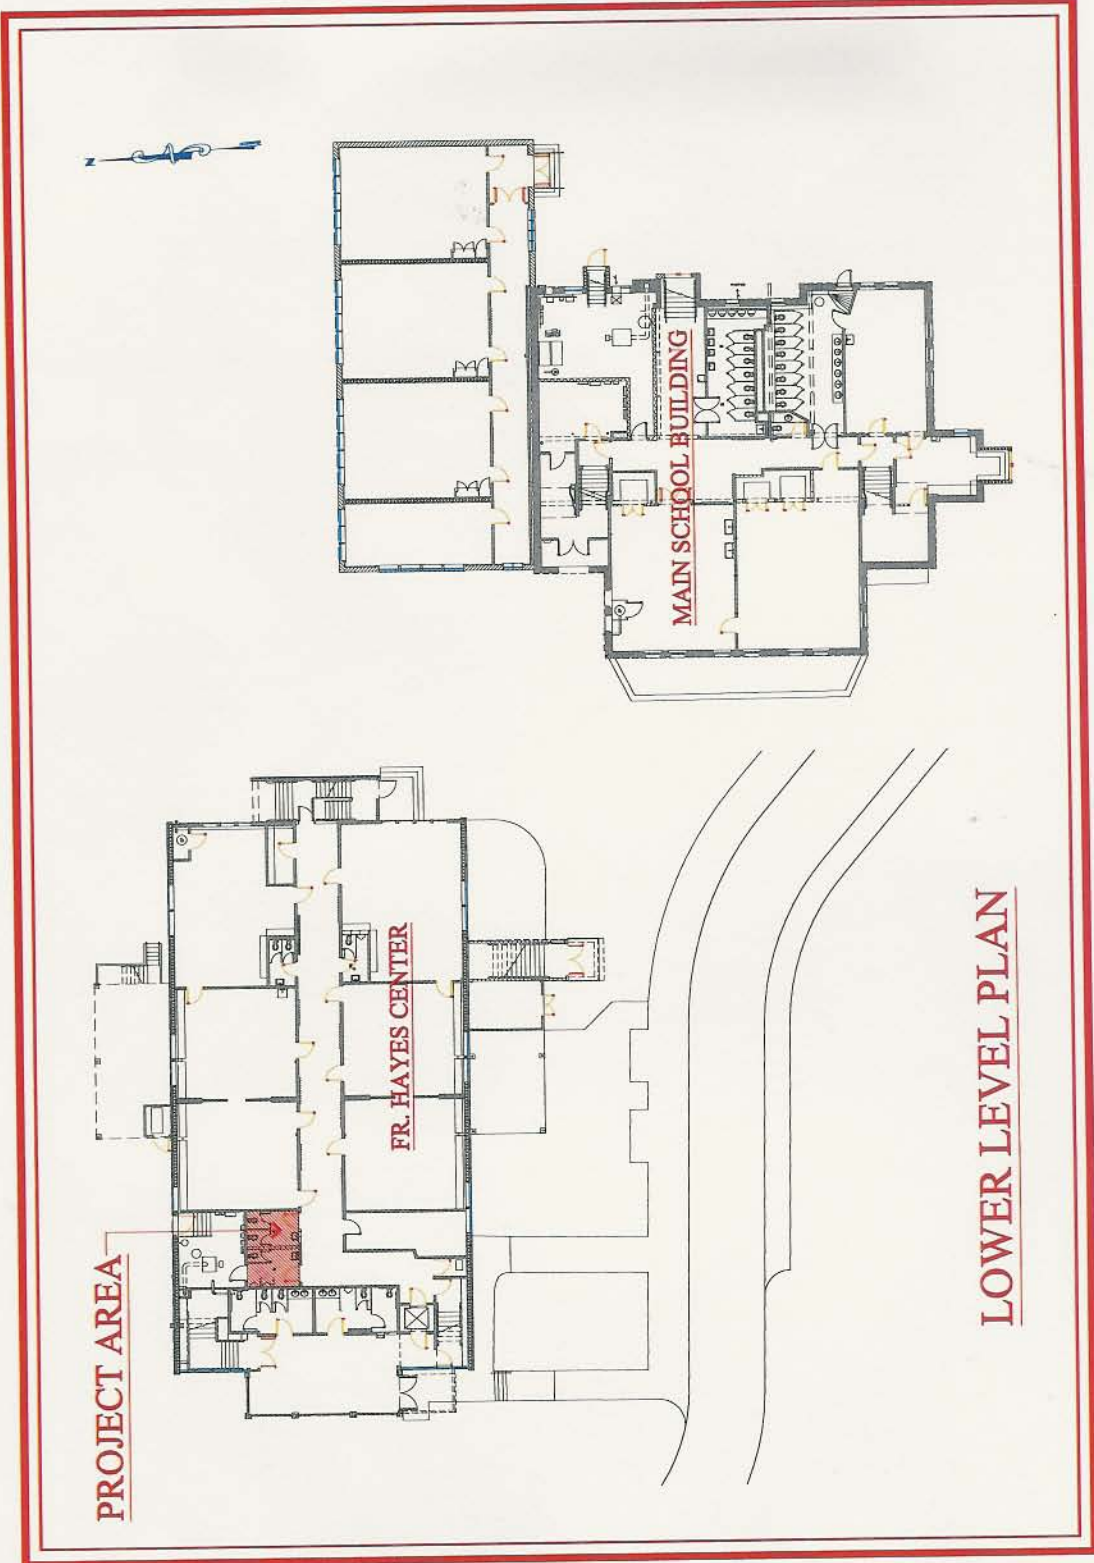 PROJECT AREA
FR. HAYES CENTER
MAIN SCHOOL BUILDING
LOWER LEVEL PLAN
N